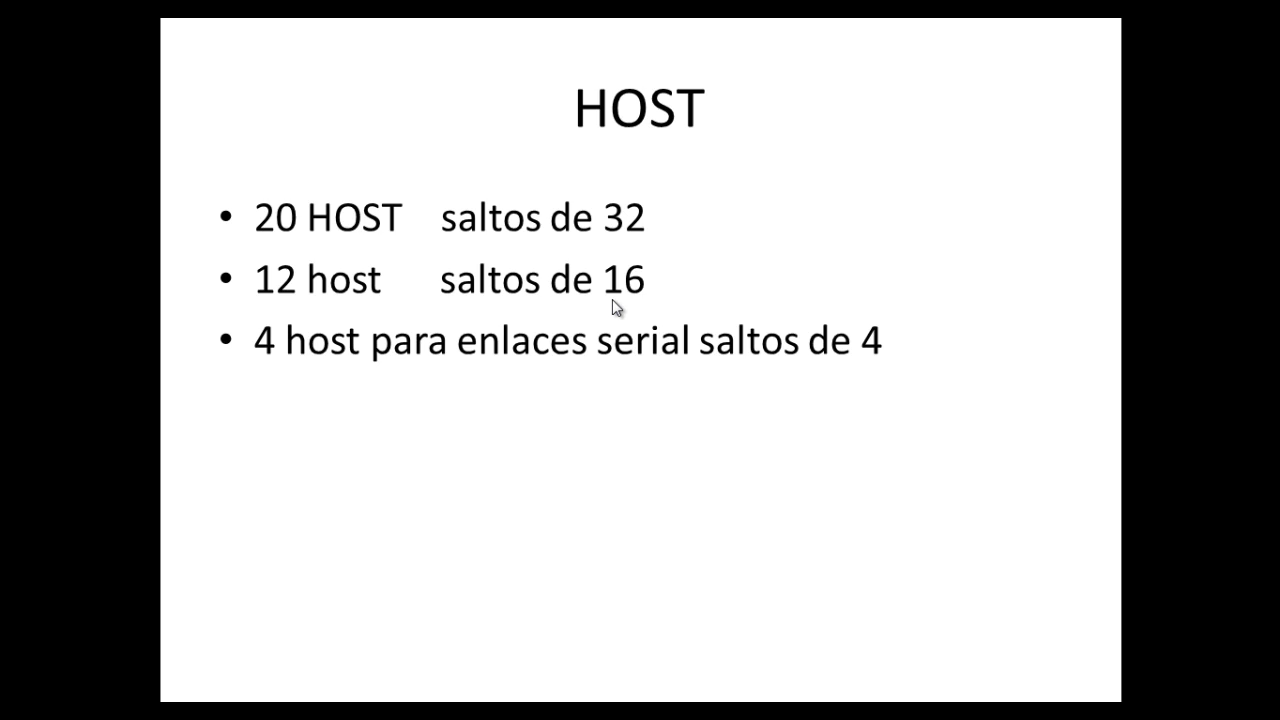 HOST
• 20 HOST saltos de 32
• 12 host saltos de 16
• 4 host para enlaces serial saltos de 4